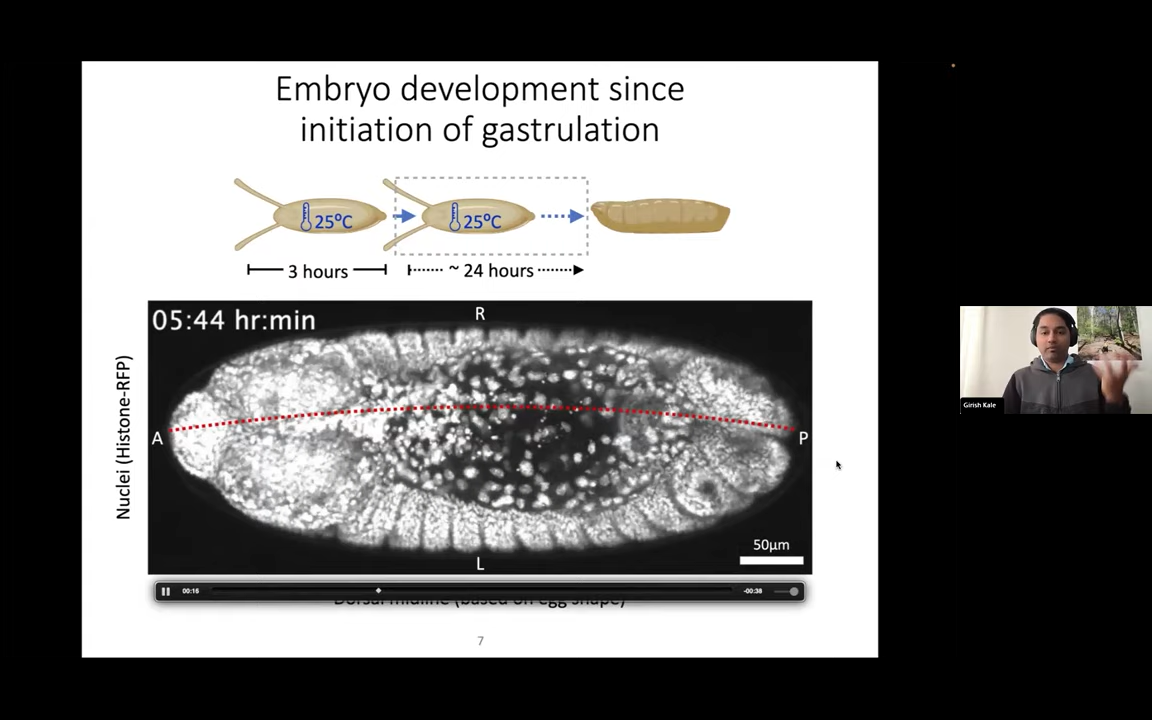 Embryo development since
initiation of gastrulation
25°C
25°C
3 hours
~ 24 hours
05:44 hr:min
R
Nuclei (Histone-RFP)
A
P
L
50µm
00:16
-00:38
Dorsal midline (based on egg shape)
7
Girish Kale